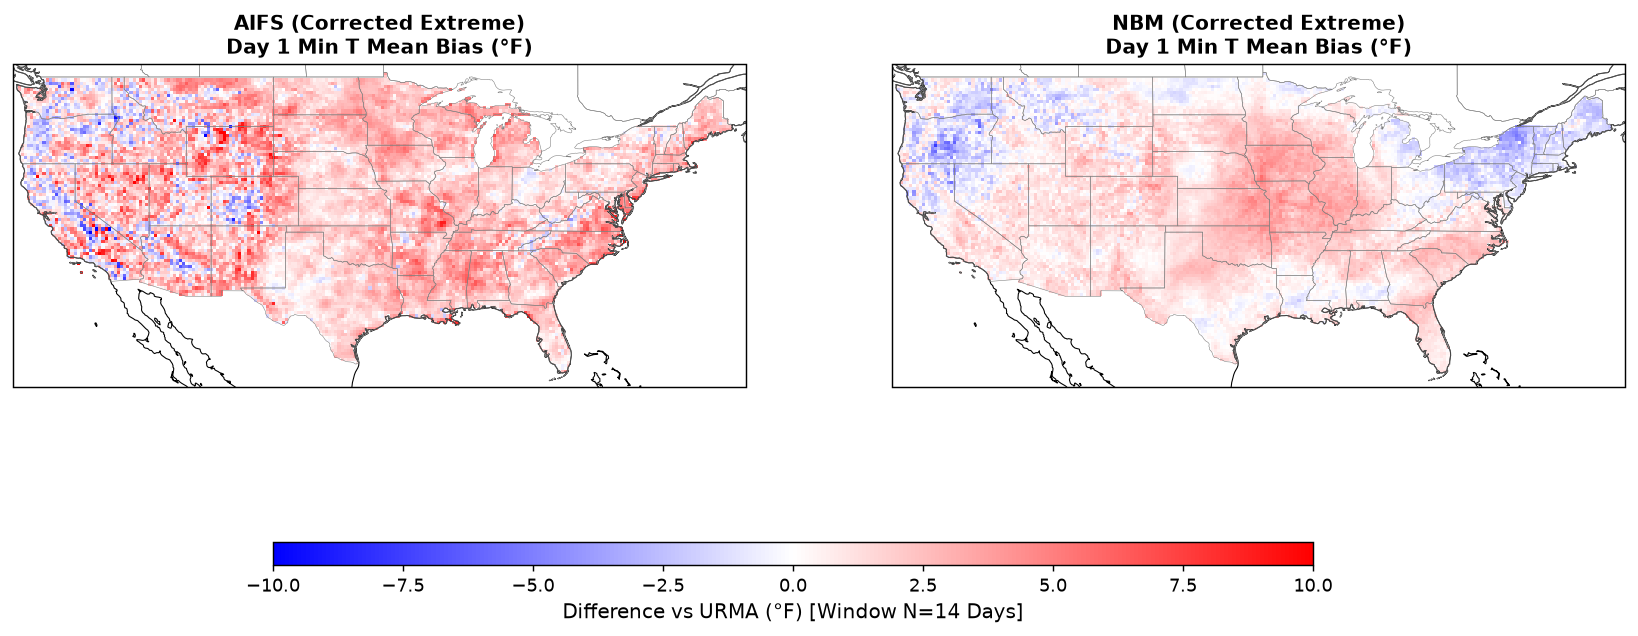 AIFS (Corrected Extreme)
Day 1 Min T Mean Bias (°F)
NBM (Corrected Extreme)
Day 1 Min T Mean Bias (°F)
−10.0 −7.5 −5.0 −2.5 0.0 2.5 5.0 7.5 10.0
Difference vs URMA (°F) [Window N=14 Days]